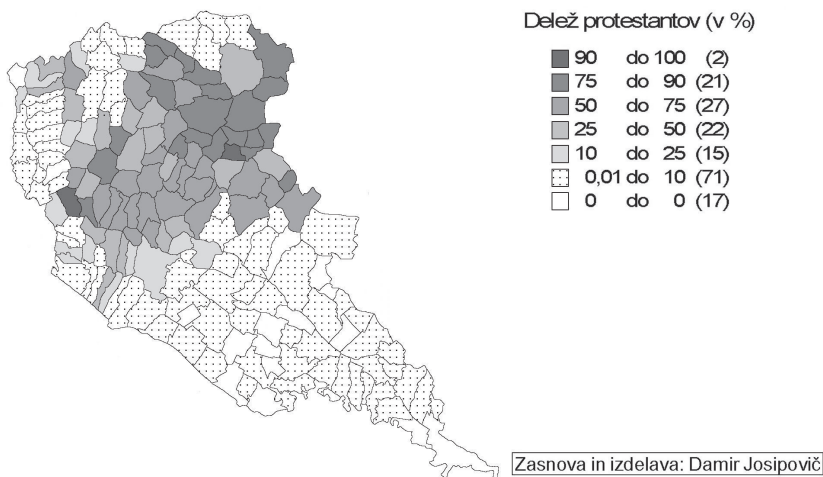 Delež protestantov (v %)
90 do 100 (2)
75 do 90 (21)
50 do 75 (27)
25 do 50 (22)
10 do 25 (15)
0,01 do 10 (71)
0 do 0 (17)
Zasnova in izdelava: Damir Josipovič